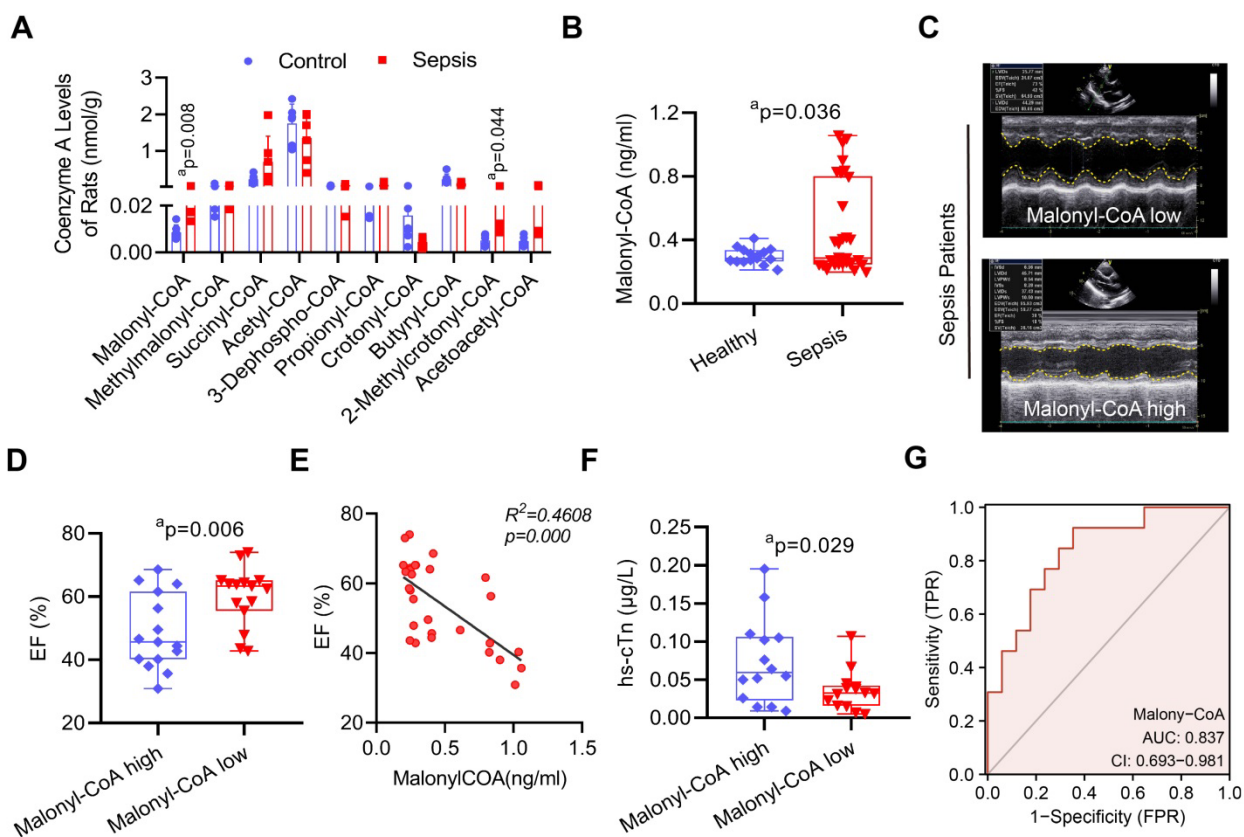 A
Control
Sepsis
Coenzyme A Levels
of Rats (nmol/g)
3
2
1
0.02
0.00
ap=0.008
ap=0.044
Malonyl-CoA
Methylmalonyl-CoA
Succinyl-CoA
Acetyl-CoA
3-Dephospho-CoA
Propionyl-CoA
Crotonyl-CoA
Butyryl-CoA
2-Methylcrotonyl-CoA
Acetoacetyl-CoA
B
Malonyl-CoA (ng/ml)
1.2
0.8
0.4
0.0
ap=0.036
Healthy
Sepsis
C
Sepsis Patients
Malonyl-CoA low
Malonyl-CoA high
D
EF (%)
80
60
40
20
ap=0.006
Malonyl-CoA high
Malonyl-CoA low
E
EF (%)
80
60
40
20
R2=0.4608
p=0.000
0.0 0.5 1.0 1.5
MalonylCOA(ng/ml)
F
hs-cTn (μg/L)
0.25
0.20
0.15
0.10
0.05
0.00
ap=0.029
Malonyl-CoA high
Malonyl-CoA low
G
Sensitivity (TPR)
1.0
0.8
0.6
0.4
0.2
0.0
Malony−CoA
AUC: 0.837
CI: 0.693−0.981
0.0 0.2 0.4 0.6 0.8 1.0
1−Specificity (FPR)